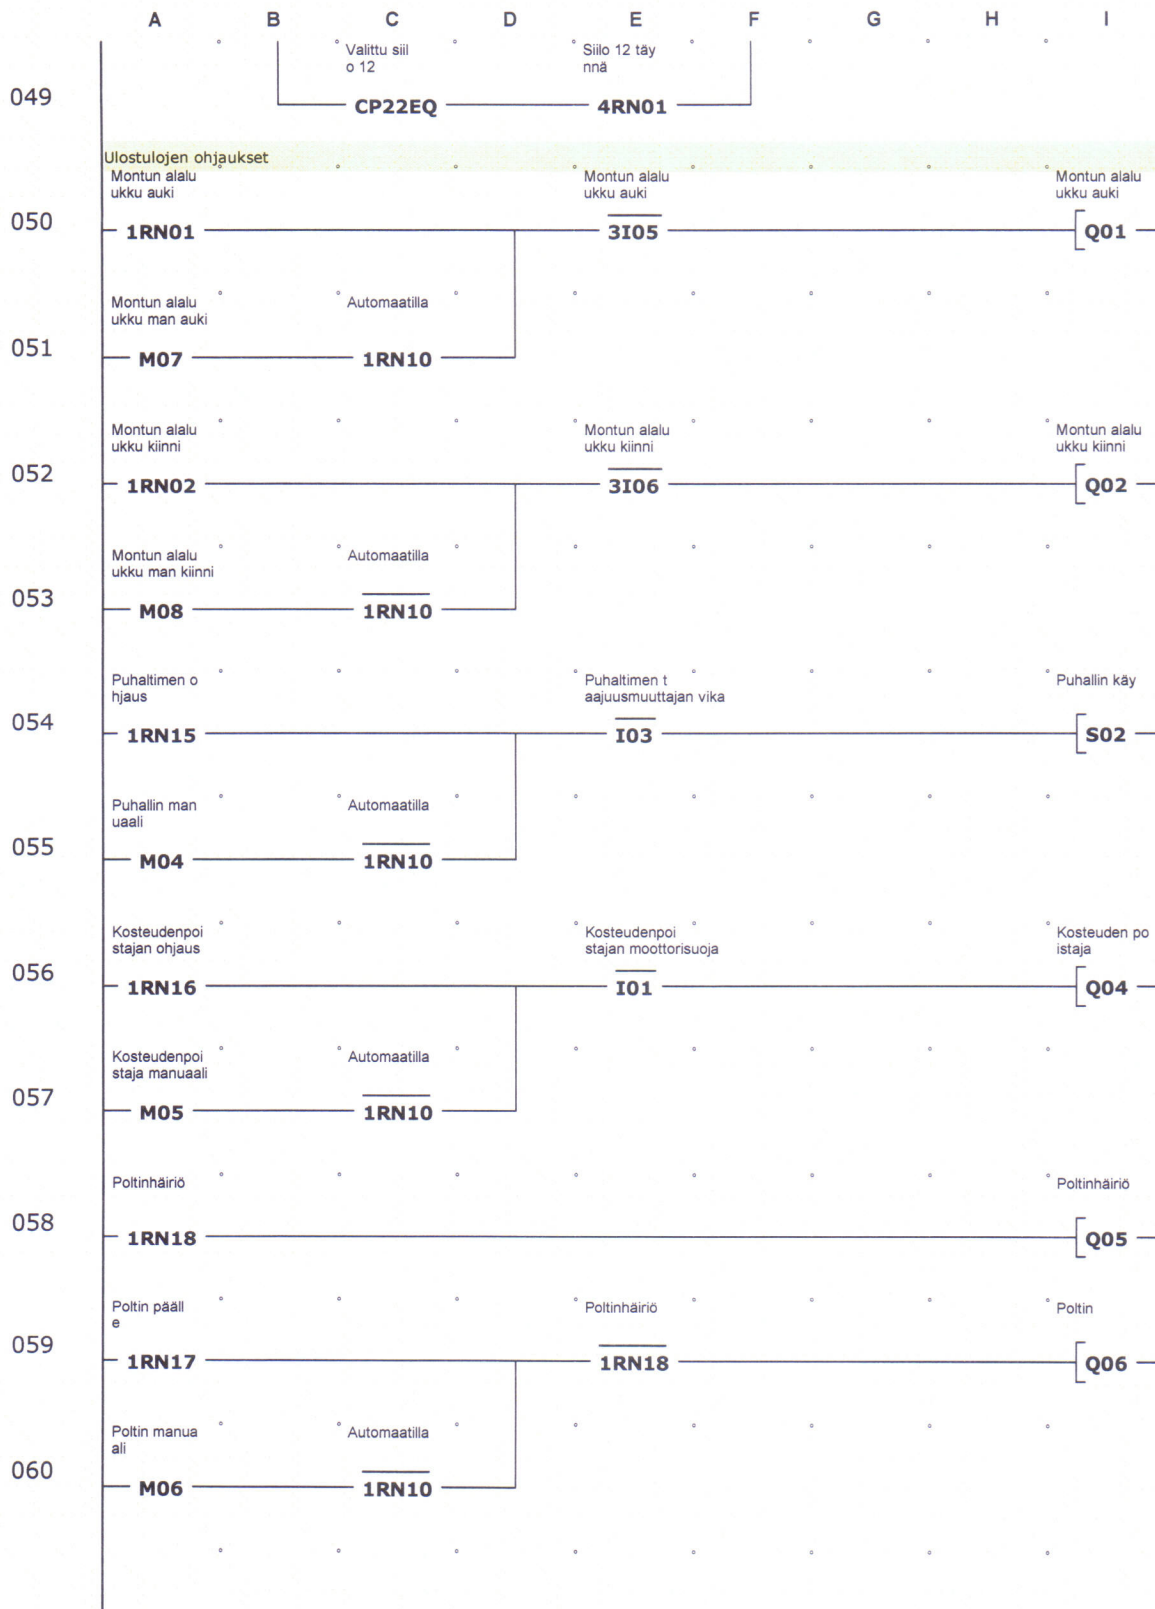 A B C D E F G H I
Valittu siil Siilo 12 täy
o 12 nnä
049 CP22EQ 4RN01
Ulostulojen ohjaukset
Montun alalu Montun alalu Montun alalu
ukku auki ukku auki ukku auki
050 1RN01 3I05 Q01
Montun alalu Automaatilla
ukku man auki
051 M07 1RN10
Montun alalu Montun alalu Montun alalu
ukku kiinni ukku kiinni ukku kiinni
052 1RN02 3I06 Q02
Montun alalu Automaatilla
ukku man kiinni
053 M08 1RN10
Puhaltimen o Puhaltimen t Puhallin käy
hjaus aajuusmuuttajan vika
054 1RN15 I03 S02
Puhallin man Automaatilla
uaali
055 M04 1RN10
Kosteudenpoi Kosteudenpoi Kosteuden po
stajan ohjaus stajan moottorisuoja istaja
056 1RN16 I01 Q04
Kosteudenpoi Automaatilla
staja manuaali
057 M05 1RN10
Poltinhäiriö Poltinhäiriö
058 1RN18 Q05
Poltin pääll Poltinhäiriö Poltin
e
059 1RN17 1RN18 Q06
Poltin manua Automaatilla
ali
060 M06 1RN10